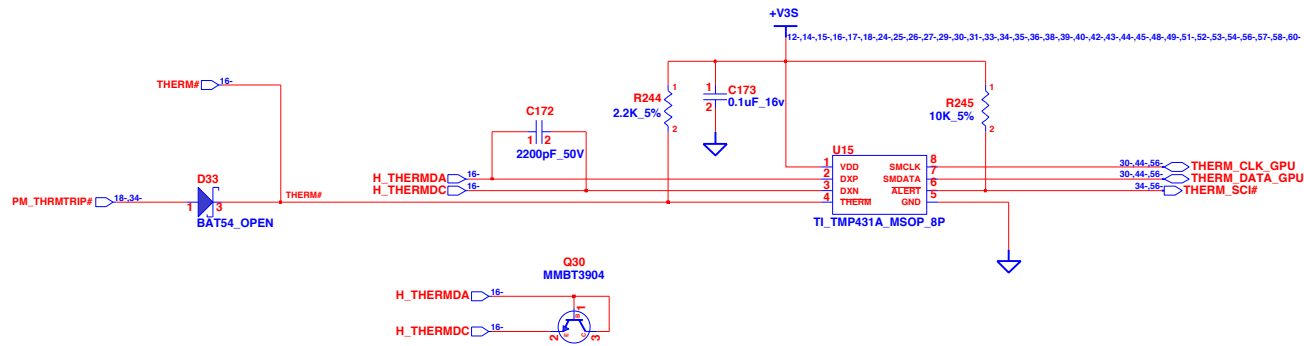 +V3S
12-,14-,15-,16-,17-,18-,24-,25-,26-,27-,29-,30-,31-,33-,34-,35-,36-,38-,39-,40-,42-,43-,44-,45-,48-,49-,51-,52-,53-,54-,56-,57-,58-,60-
THERM# 16-
C172
1 2
2200pF_50V
R244
2.2K_5%
1
2
1
2
C173
0.1uF_16v
R245
10K_5%
1
2
U15
1 VDD SMCLK 8
2 DXP SMDATA 7
3 DXN ALERT 6
4 THERM GND 5
TI_TMP431A_MSOP_8P
30-,44-,56- THERM_CLK_GPU
30-,44-,56- THERM_DATA_GPU
34-,56- THERM_SCI#
H_THERMDA 16-
H_THERMDC 16-
D33
PM_THRMTRIP# 18-,34-
1 3
BAT54_OPEN
THERM#
Q30
MMBT3904
H_THERMDA 16-
H_THERMDC 16-
1
B
2 E C 3